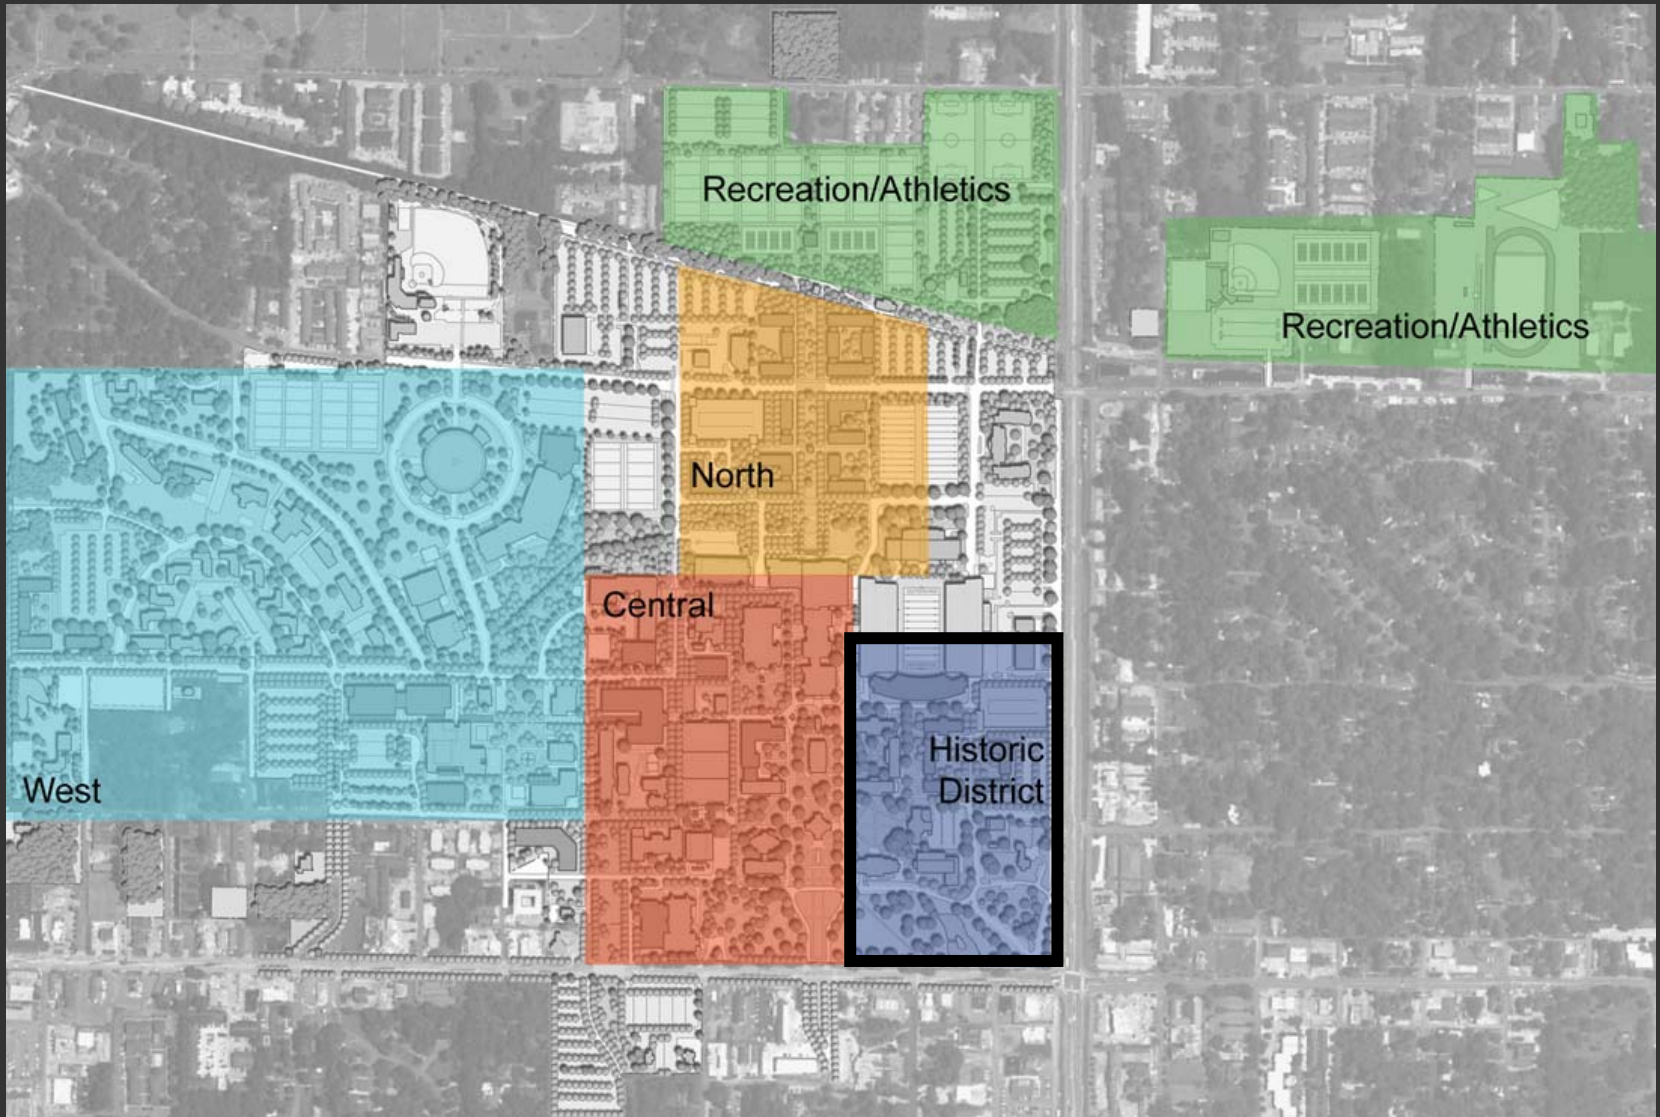 Recreation/Athletics
Recreation/Athletics
North
Central
Historic
District
West